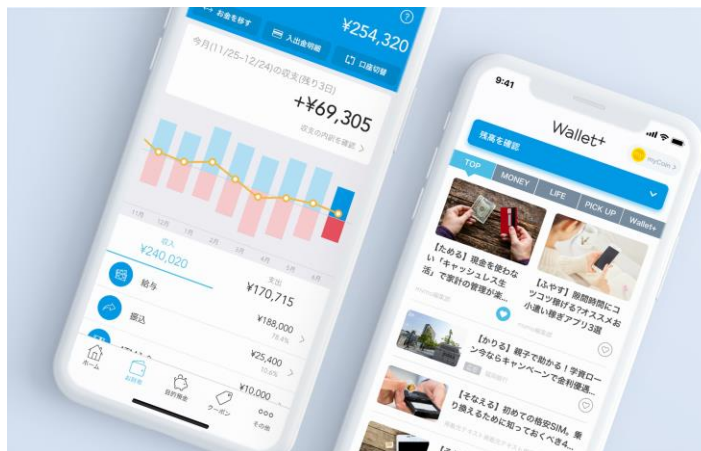 ¥254,320
お金を移す
入出金明細
口座切替
今月(11/25-12/24)の収支(残り3日)
+¥69,305
収支の内訳を確認 >
11月 12月 1月 2月 3月 4月 5月 6月
収入
¥240,020
支出
¥170,715
給与
¥188,000
78.4%
振込
¥25,400
10.6%
¥10,000
ホーム
お財布
目的預金
クーポン
その他
9:41
Wallet+
myCoin >
残高を確認
TOP
MONEY
LIFE
PICK UP
Wallet+
【ためる】現金を使わな
い「キャッシュレス生
活」で家計の管理が楽...
【ふやす】隙間時間にコ
ツコツ稼げる?オススメお
小遣い稼ぎアプリ3選
【かりる】親子で助かる！学資ロー
ン今ならキャンペーンで金利優遇...
【そなえる】初めての格安SIM。乗
り換えるために知っておくべき4...